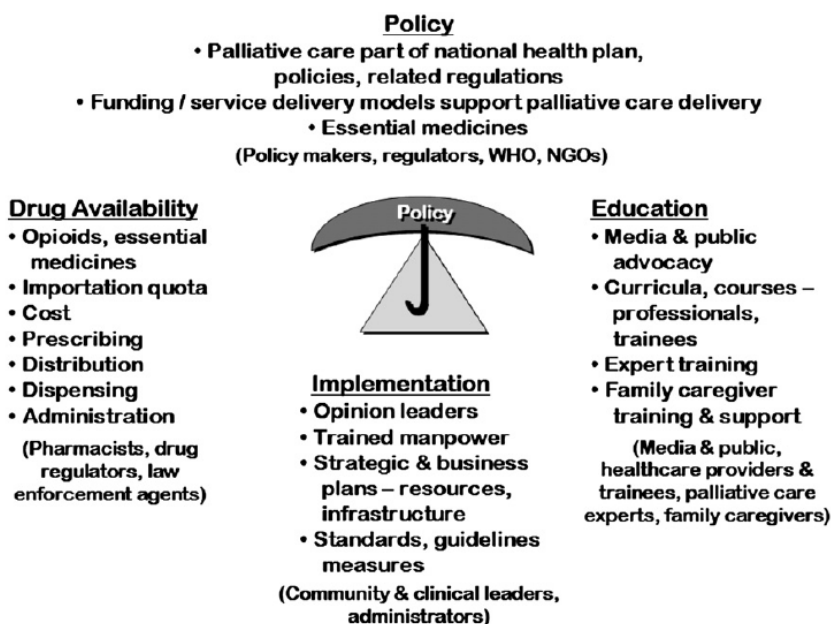 Policy
• Palliative care part of national health plan,
policies, related regulations
• Funding / service delivery models support palliative care delivery
• Essential medicines
(Policy makers, regulators, WHO, NGOs)
Drug Availability
• Opioids, essential
medicines
• Importation quota
• Cost
• Prescribing
• Distribution
• Dispensing
• Administration
(Pharmacists, drug
regulators, law
enforcement agents)
Policy
Implementation
• Opinion leaders
• Trained manpower
• Strategic & business
plans – resources,
infrastructure
• Standards, guidelines
measures
(Community & clinical leaders,
administrators)
Education
• Media & public
advocacy
• Curricula, courses –
professionals,
trainees
• Expert training
• Family caregiver
training & support
(Media & public,
healthcare providers &
trainees, palliative care
experts, family caregivers)